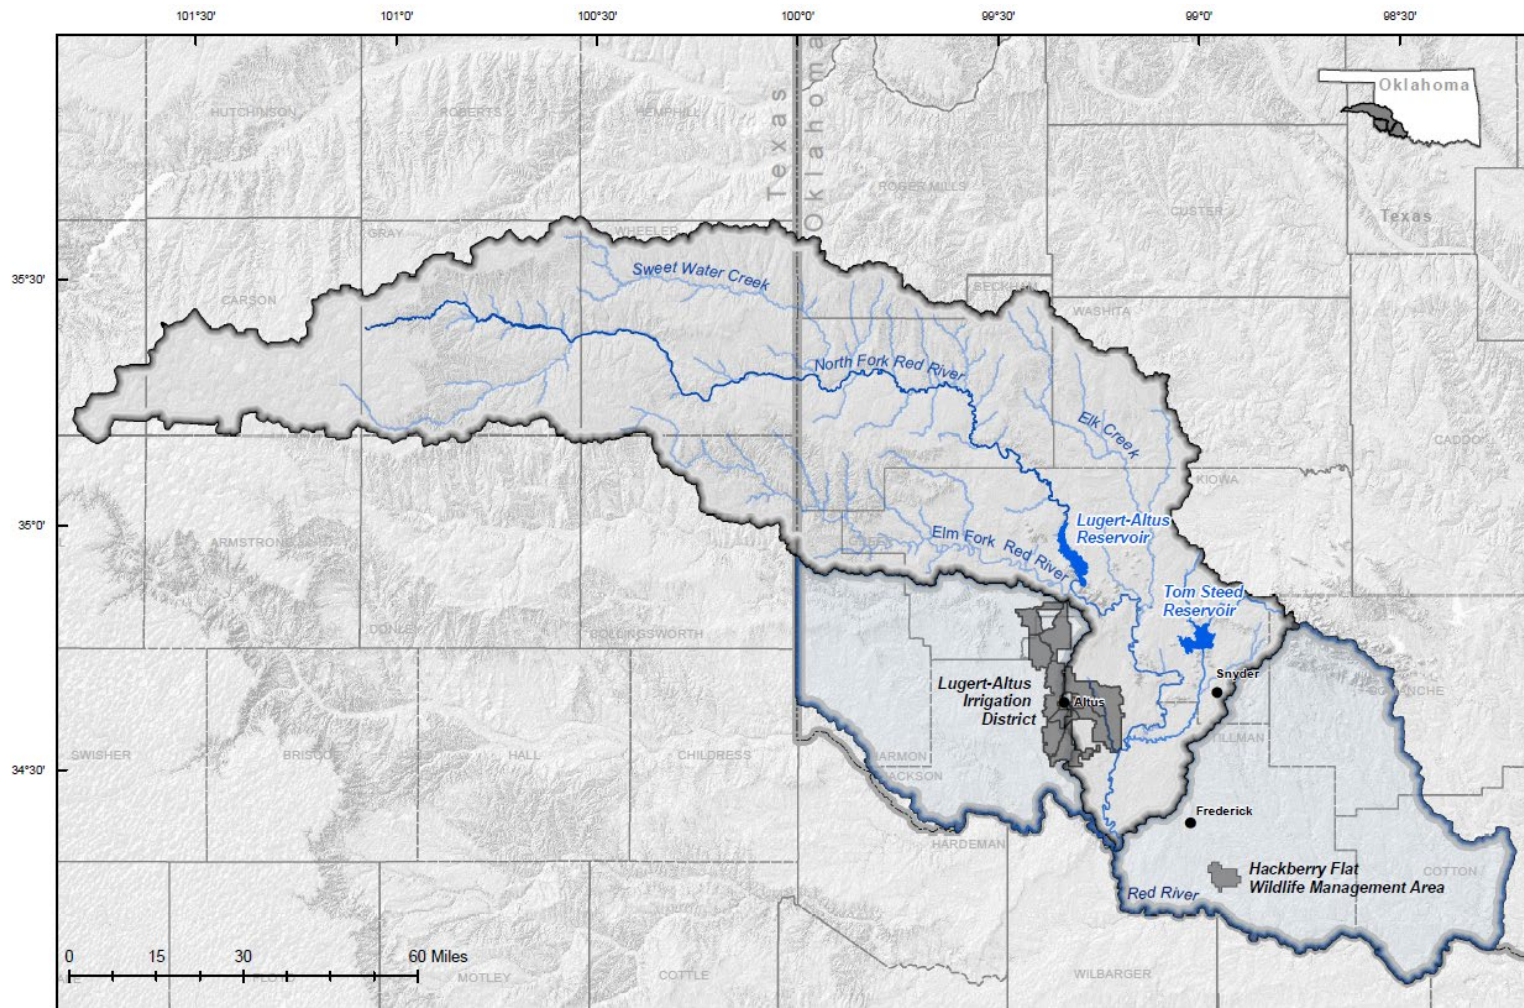 101°30'
101°0'
100°30'
100°0'
99°30'
99°0'
98°30'
35°30'
35°0'
34°30'
Texas
Oklahoma
Oklahoma
Texas
HUTCHINSON
ROBERTS
HEMPHILL
ROGER MILLS
CUSTER
GRAY
WHEELER
CARSON
BECKHAM
WASHITA
Sweet Water Creek
North Fork Red River
Elk Creek
CADDO
KIOWA
Lugert-Altus
Reservoir
ARMSTRONG
GREER
Elm Fork Red River
Tom Steed
Reservoir
DONLEY
COLLINGSWORTH
Snyder
Lugert-Altus
Irrigation
District
Altus
COMANCHE
SWISHER
BRISCOE
HALL
CHILDRESS
HARMON
JACKSON
TILLMAN
Frederick
HARDEMAN
Hackberry Flat
Wildlife Management Area
COTTON
Red River
0
15
30
60 Miles
MOTLEY
COTTLE
WILBARGER